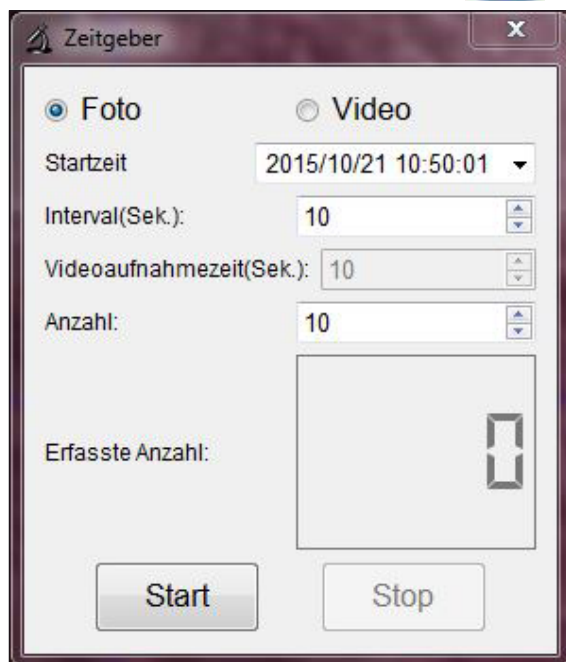 Zeitgeber
Foto Video
Startzeit 2015/10/21 10:50:01
Interval(Sek.): 10
Videoaufnahmezeit(Sek.): 10
Anzahl: 10
Erfasste Anzahl: 0
Start Stop